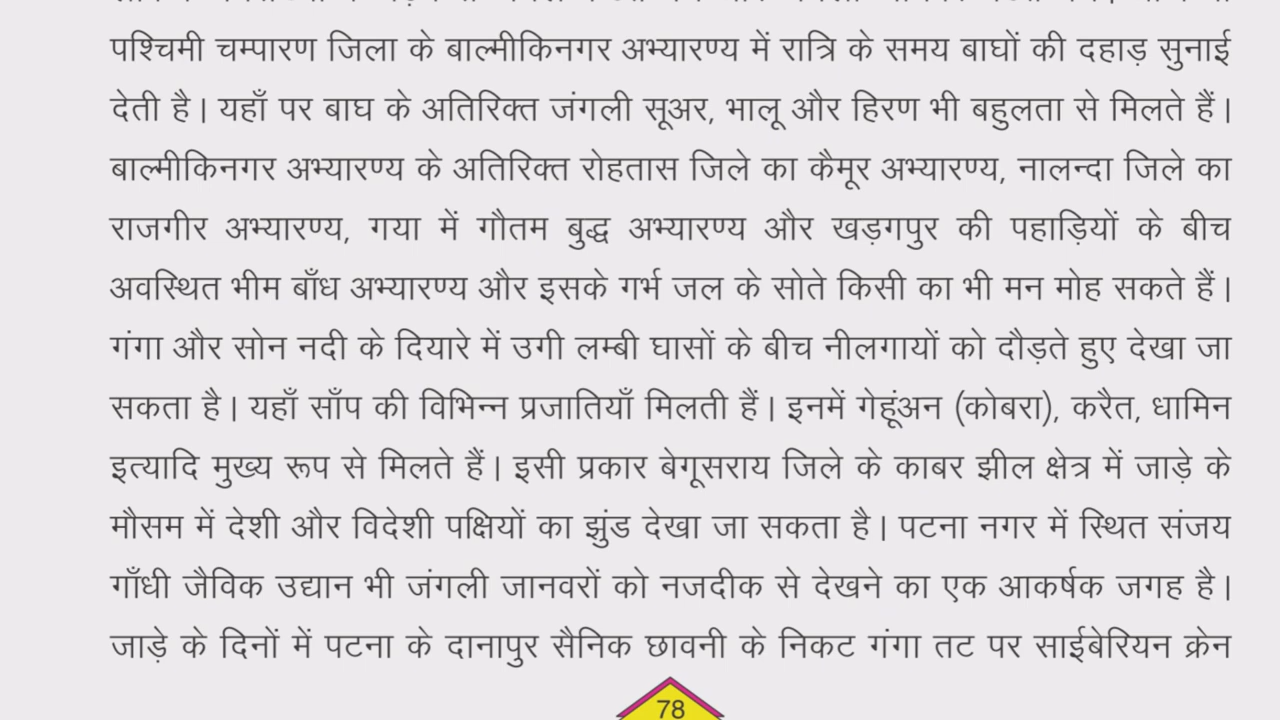 पश्चिमी चम्पारण जिला के बाल्मीकिनगर अभ्यारण्य में रात्रि के समय बाघों की दहाड़ सुनाई
देती है। यहाँ पर बाघ के अतिरिक्त जंगली सूअर, भालू और हिरण भी बहुलता से मिलते हैं।
बाल्मीकिनगर अभ्यारण्य के अतिरिक्त रोहतास जिले का कैमूर अभ्यारण्य, नालन्दा जिले का
राजगीर अभ्यारण्य, गया में गौतम बुद्ध अभ्यारण्य और खड़गपुर की पहाड़ियों के बीच
अवस्थित भीम बाँध अभ्यारण्य और इसके गर्भ जल के सोते किसी का भी मन मोह सकते हैं।
गंगा और सोन नदी के दियारे में उगी लम्बी घासों के बीच नीलगायों को दौड़ते हुए देखा जा
सकता है। यहाँ साँप की विभिन्न प्रजातियाँ मिलती हैं। इनमें गेहूंअन (कोबरा), करैत, धामिन
इत्यादि मुख्य रूप से मिलते हैं। इसी प्रकार बेगूसराय जिले के काबर झील क्षेत्र में जाड़े के
मौसम में देशी और विदेशी पक्षियों का झुंड देखा जा सकता है। पटना नगर में स्थित संजय
गाँधी जैविक उद्यान भी जंगली जानवरों को नजदीक से देखने का एक आकर्षक जगह है।
जाड़े के दिनों में पटना के दानापुर सैनिक छावनी के निकट गंगा तट पर साईबेरियन क्रेन
78